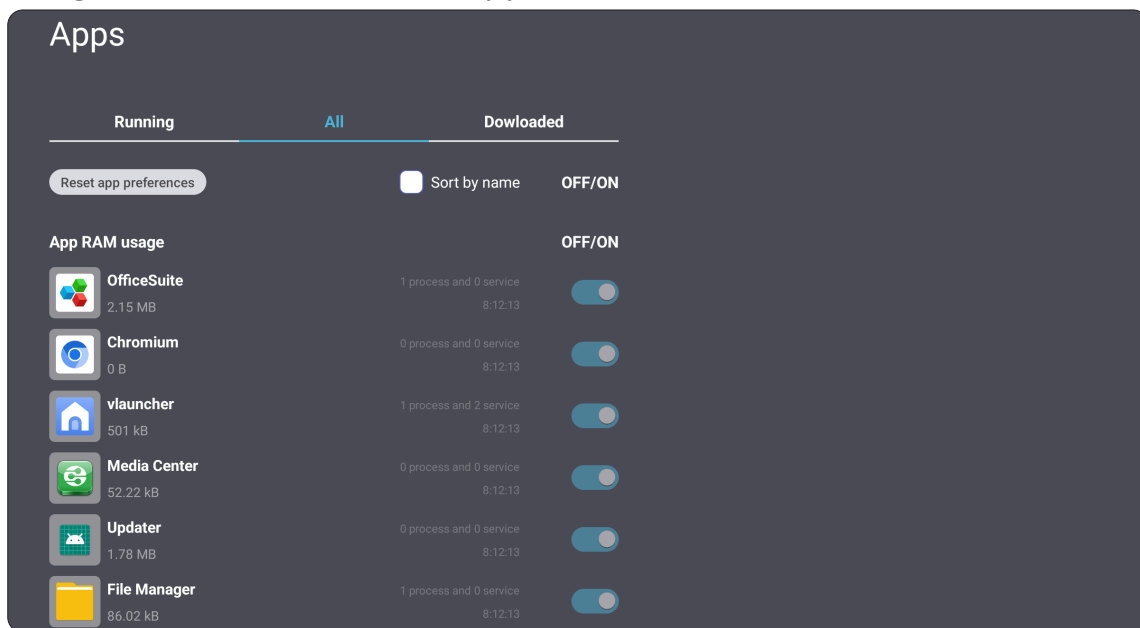 Apps
Running All Dowloaded
Reset app preferences Sort by name OFF/ON
App RAM usage OFF/ON
OfficeSuite 1 process and 0 service
2.15 MB 8:12:13
Chromium 0 process and 0 service
0 B 8:12:13
vlauncher 1 process and 2 service
501 kB 8:12:13
Media Center 0 process and 0 service
52.22 kB 8:12:13
Updater 0 process and 0 service
1.78 MB 8:12:13
File Manager 1 process and 0 service
86.02 kB 8:12:13